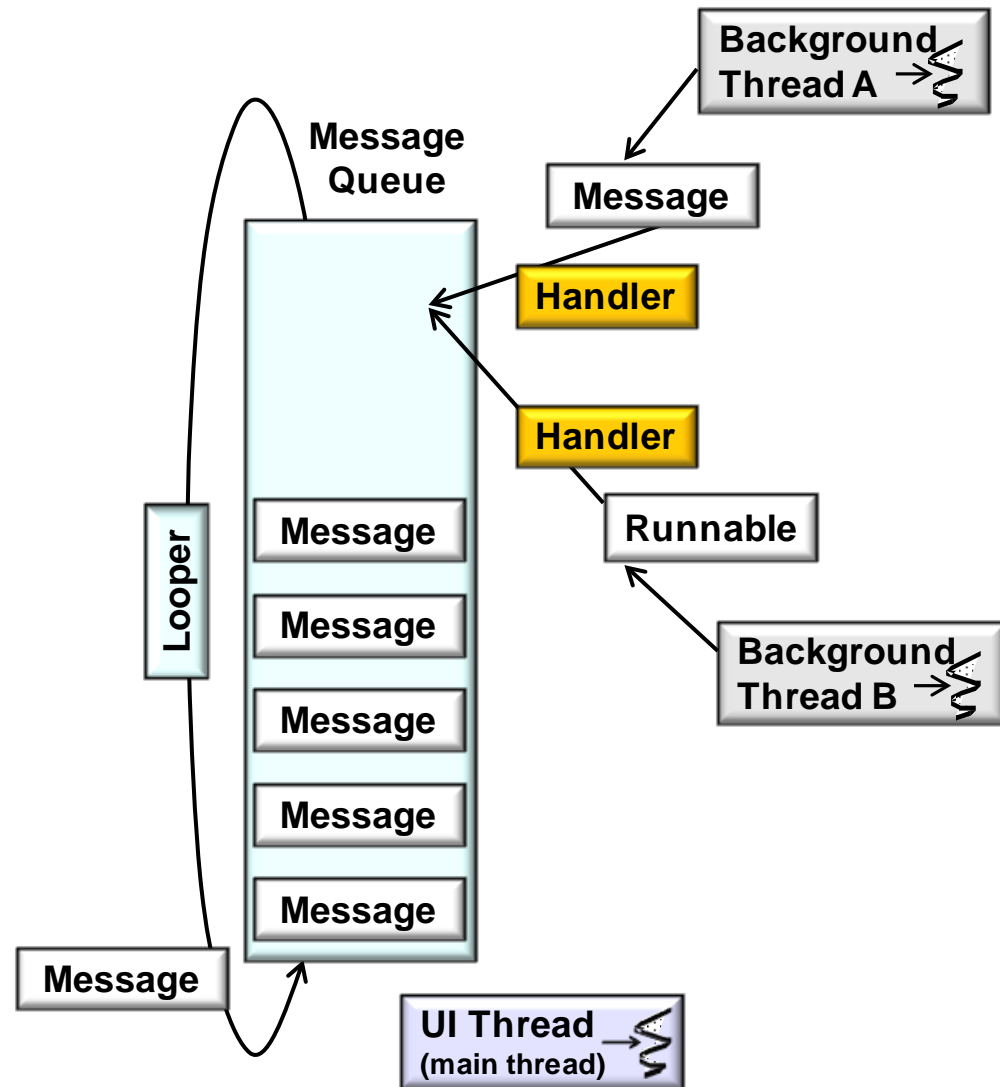 Background
Thread A
Message
Queue
Message
Handler
Handler
Message
Runnable
Message
Looper
Background
Thread B
Message
Message
Message
Message
UI Thread
(main thread)